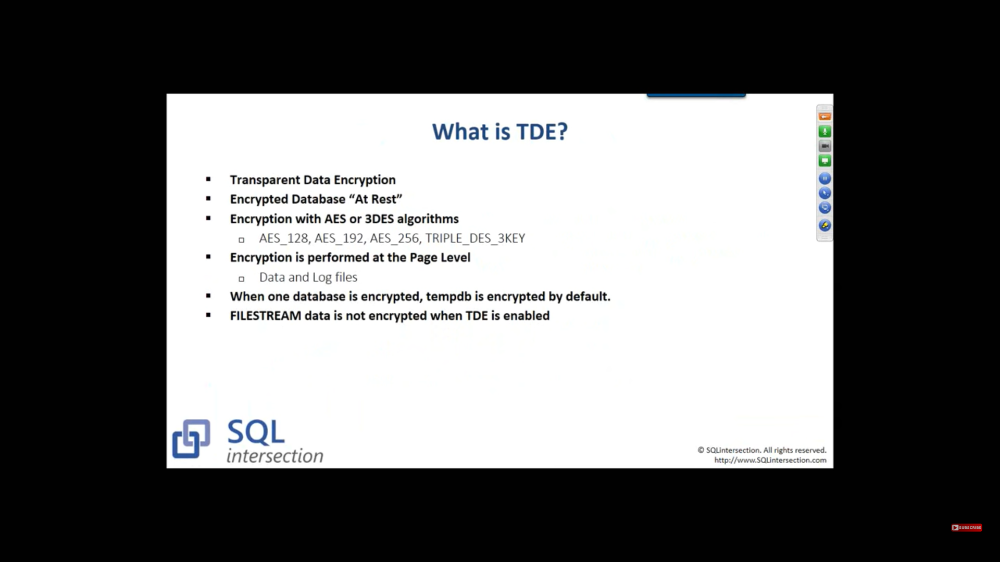 What is TDE?
Transparent Data Encryption
Encrypted Database “At Rest”
Encryption with AES or 3DES algorithms
AES_128, AES_192, AES_256, TRIPLE_DES_3KEY
Encryption is performed at the Page Level
Data and Log files
When one database is encrypted, tempdb is encrypted by default.
FILESTREAM data is not encrypted when TDE is enabled
SQL
intersection
© SQLintersection. All rights reserved.
http://www.SQLintersection.com
SUBSCRIBE